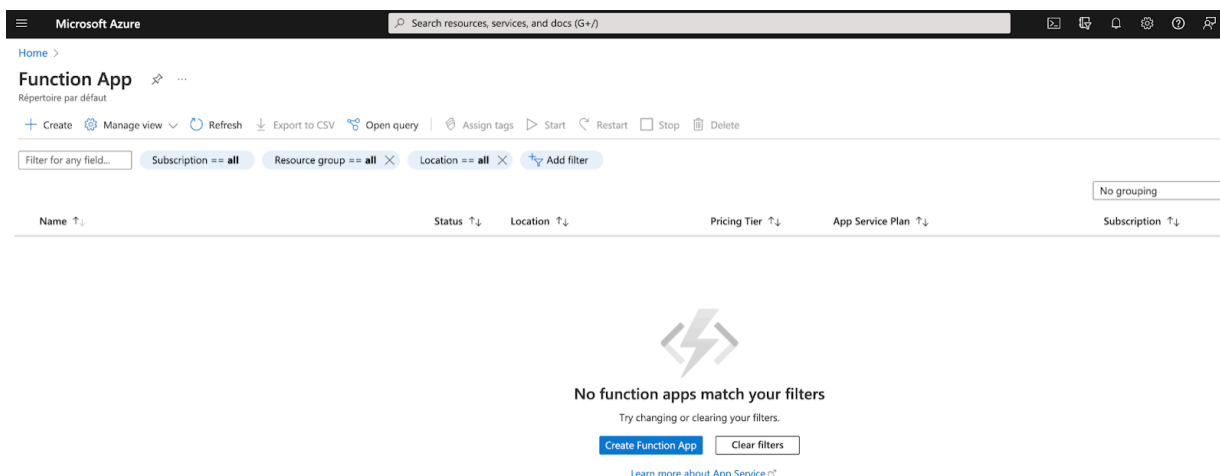 Microsoft Azure
Search resources, services, and docs (G+/)
Home >
Function App
Répertoire par défaut
Create Manage view Refresh Export to CSV Open query Assign tags Start Restart Stop Delete
Filter for any field... Subscription == all Resource group == all Location == all Add filter
No grouping
Name Status Location Pricing Tier App Service Plan Subscription
No function apps match your filters
Try changing or clearing your filters.
Create Function App Clear filters
Learn more about App Service